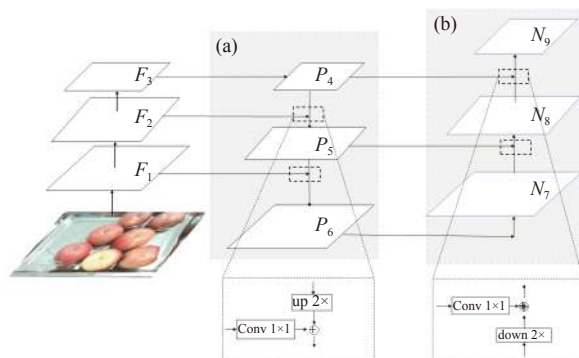 (a)
(b)
N9
F3
P4
F2
N8
P5
F1
N7
P6
up 2×
Conv 1×1
Conv 1×1
down 2×